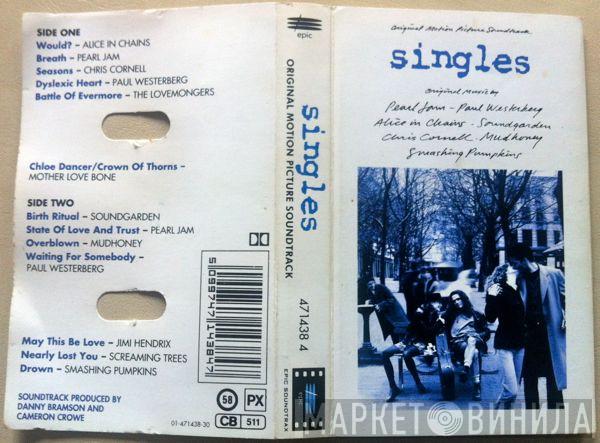 SIDE ONE
Would? – ALICE IN CHAINS
Breath – PEARL JAM
Seasons – CHRIS CORNELL
Dyslexic Heart – PAUL WESTERBERG
Battle Of Evermore – THE LOVEMONGERS
Chloe Dancer/Crown Of Thorns –
MOTHER LOVE BONE
SIDE TWO
Birth Ritual – SOUNDGARDEN
State Of Love And Trust – PEARL JAM
Overblown – MUDHONEY
Waiting For Somebody –
PAUL WESTERBERG
May This Be Love – JIMI HENDRIX
Nearly Lost You – SCREAMING TREES
Drown – SMASHING PUMPKINS
SOUNDTRACK PRODUCED BY
DANNY BRAMSON AND
CAMERON CROWE
5099747143847
01-471438-30
58 PX
CB 511
epic
singles
ORIGINAL MOTION PICTURE SOUNDTRACK
471438 4
EPIC SOUNDTRAX
Original Motion Picture Soundtrack
singles
original music by
Pearl Jam - Paul Westerberg
Alice in Chains - Soundgarden
Chris Cornell - Mudhoney
Smashing Pumpkins
МАРКЕТ ВИНИЛА